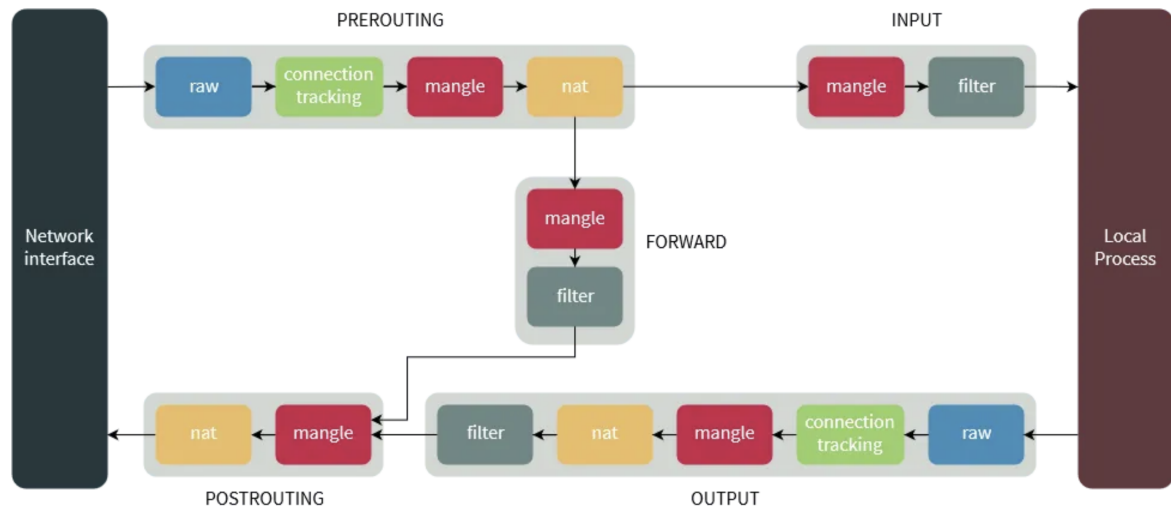 PREROUTING
INPUT
raw
connection
tracking
mangle
nat
mangle
filter
Network
interface
mangle
filter
FORWARD
Local
Process
nat
mangle
filter
nat
mangle
connection
tracking
raw
POSTROUTING
OUTPUT